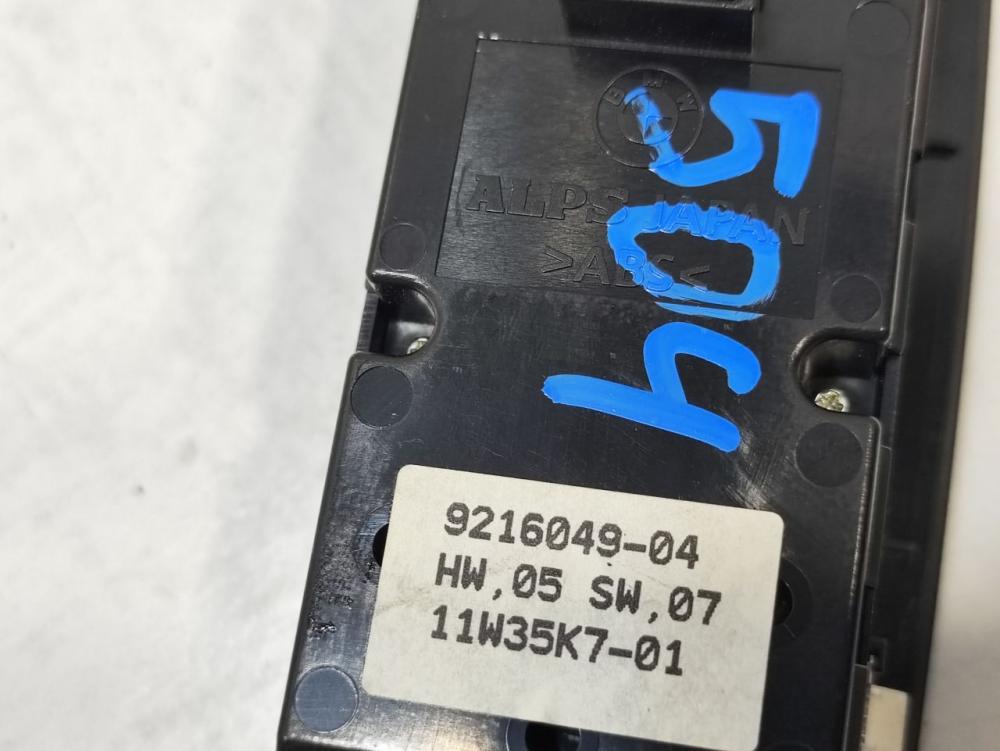 BMW
ALPS JAPAN
>ABS<
504
9216049-04
HW,05 SW,07
11W35K7-01